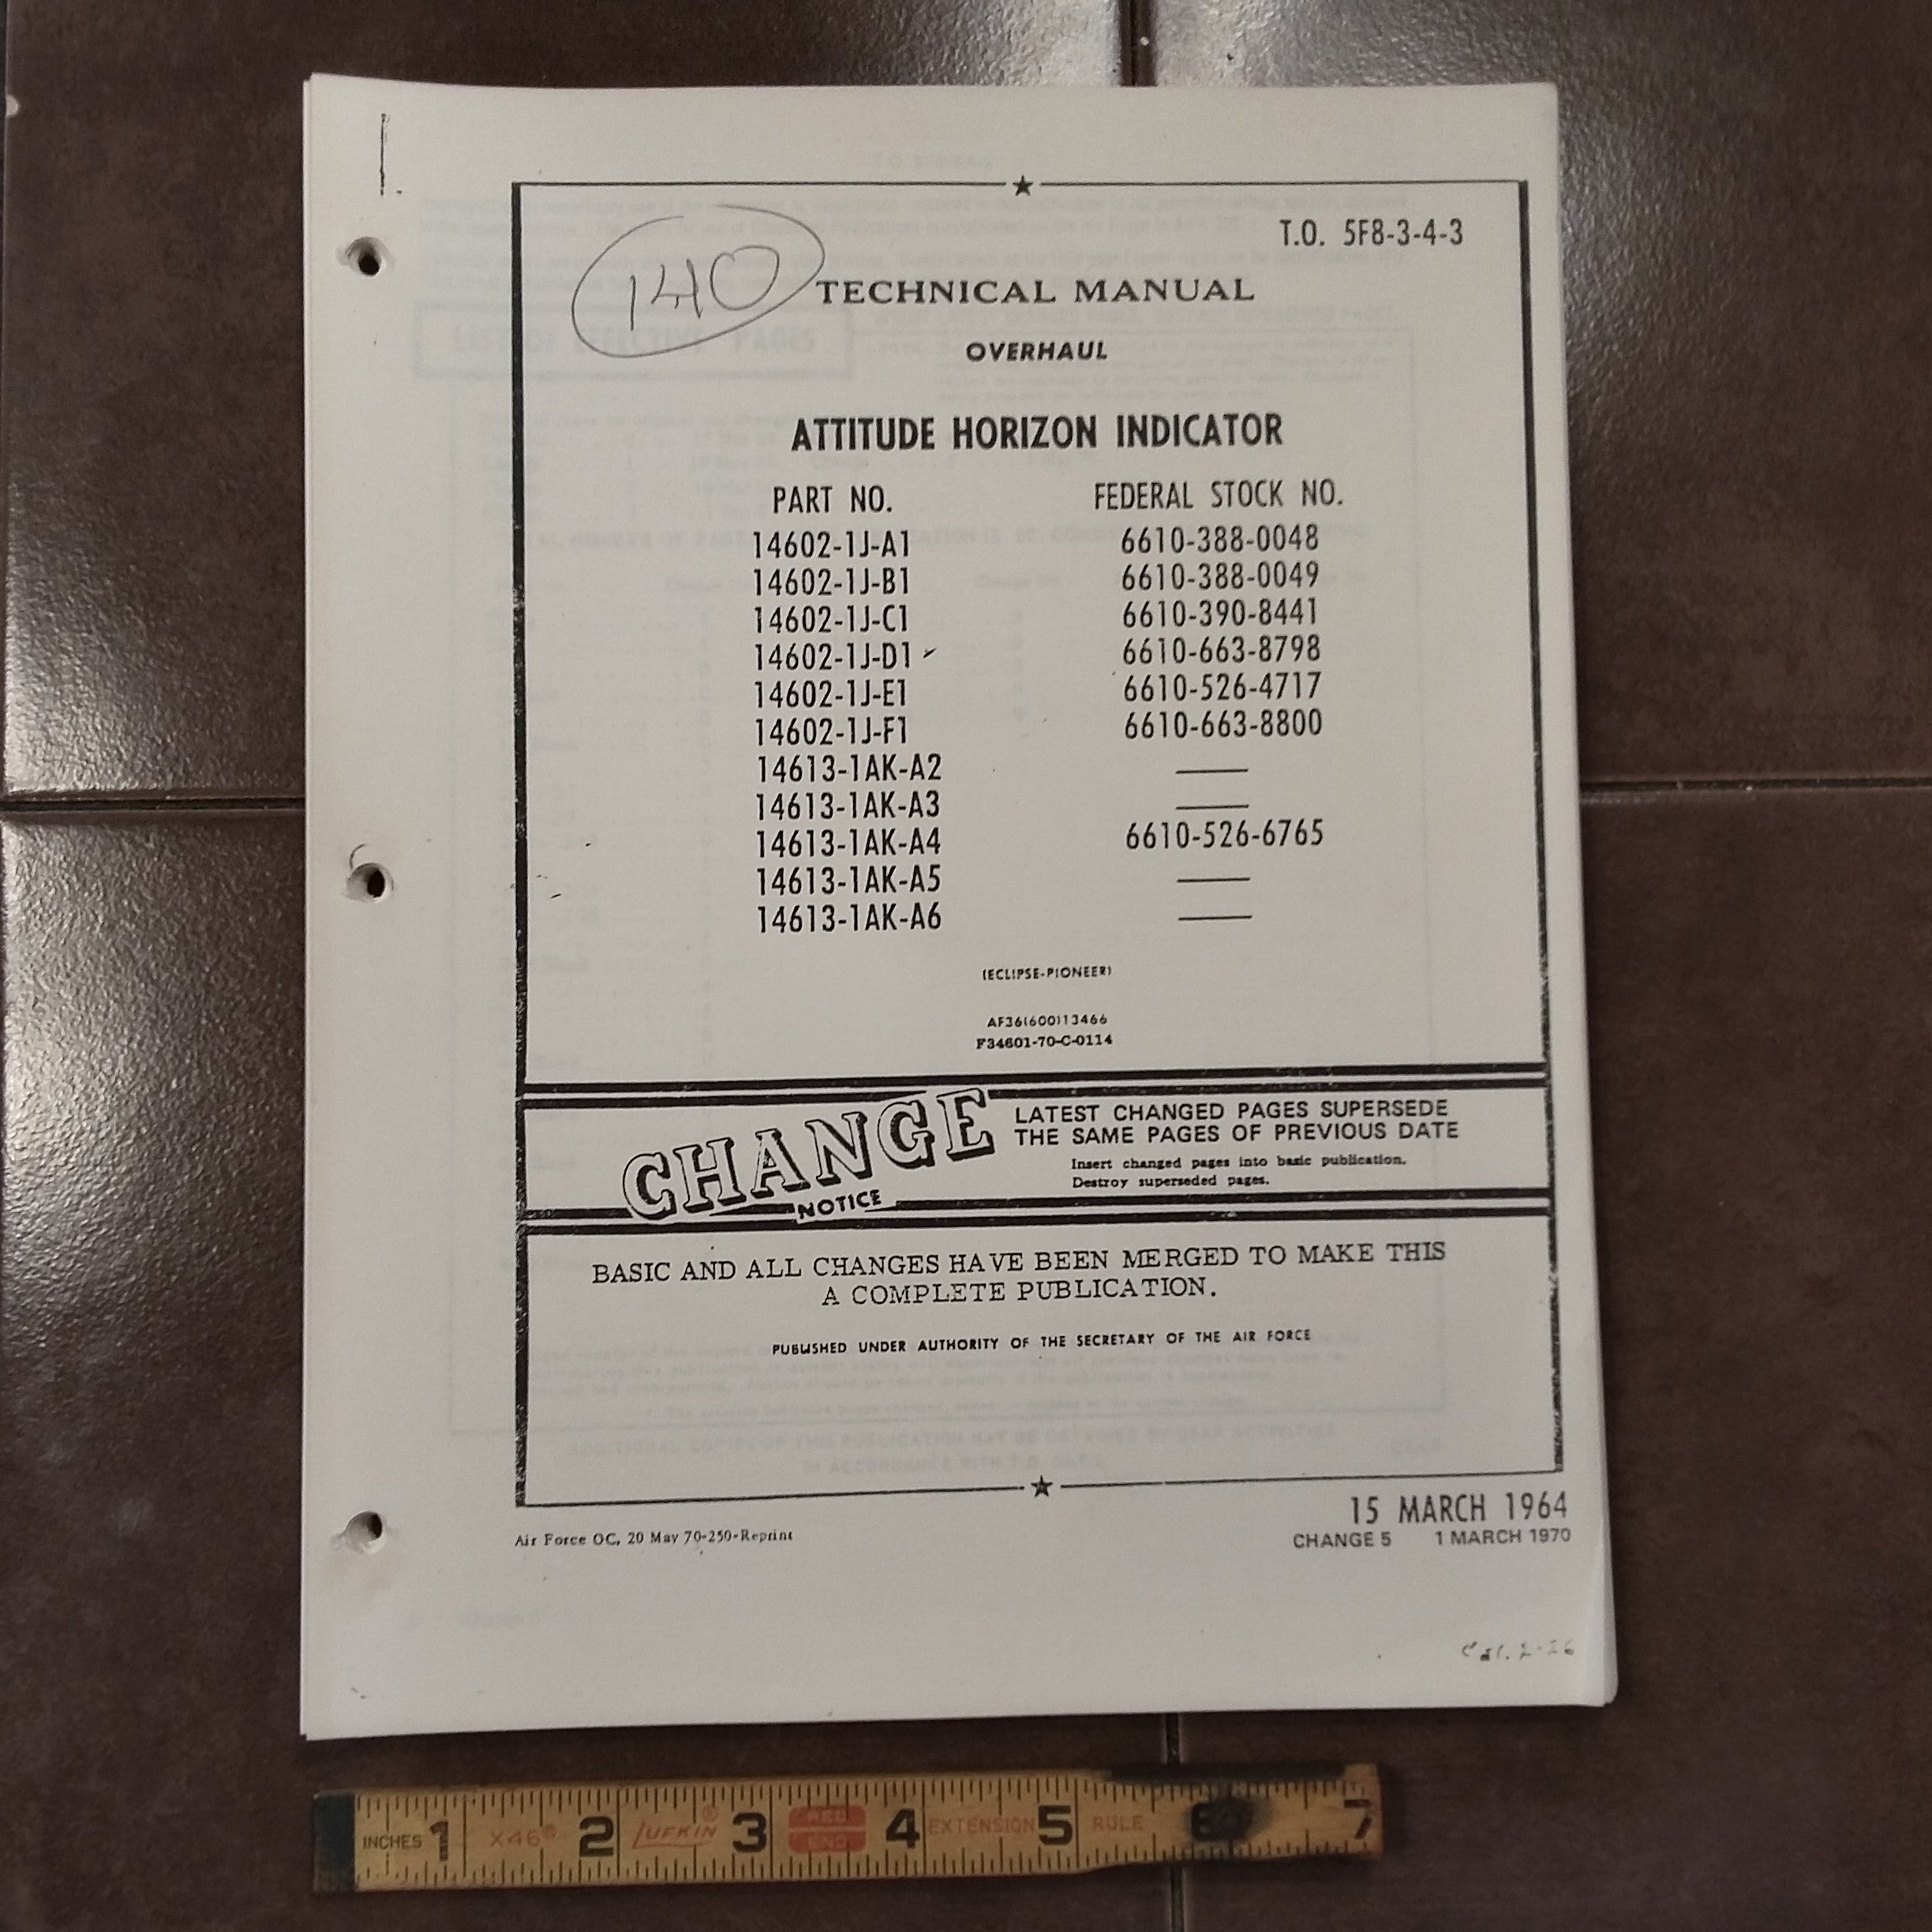 T.O. 5F8-3-4-3
140
TECHNICAL MANUAL
OVERHAUL
ATTITUDE HORIZON INDICATOR
PART NO. FEDERAL STOCK NO.
14602-1J-A1 6610-388-0048
14602-1J-B1 6610-388-0049
14602-1J-C1 6610-390-8441
14602-1J-D1 6610-663-8798
14602-1J-E1 6610-526-4717
14602-1J-F1 6610-663-8800
14613-1AK-A2 ——
14613-1AK-A3 ——
14613-1AK-A4 6610-526-6765
14613-1AK-A5 ——
14613-1AK-A6 ——
(ECLIPSE-PIONEER)
AF36(600)13466
F34601-70-C-0114
CHANGE
NOTICE
LATEST CHANGED PAGES SUPERSEDE
THE SAME PAGES OF PREVIOUS DATE
Insert changed pages into basic publication.
Destroy superseded pages.
BASIC AND ALL CHANGES HAVE BEEN MERGED TO MAKE THIS
A COMPLETE PUBLICATION.
PUBLISHED UNDER AUTHORITY OF THE SECRETARY OF THE AIR FORCE
15 MARCH 1964
Air Force OC, 20 May 70-250-Reprint
CHANGE 5 1 MARCH 1970
INCHES 1 X46 2 LUFKIN® 3 RED END 4 EXTENSION 5 RULE 6 7